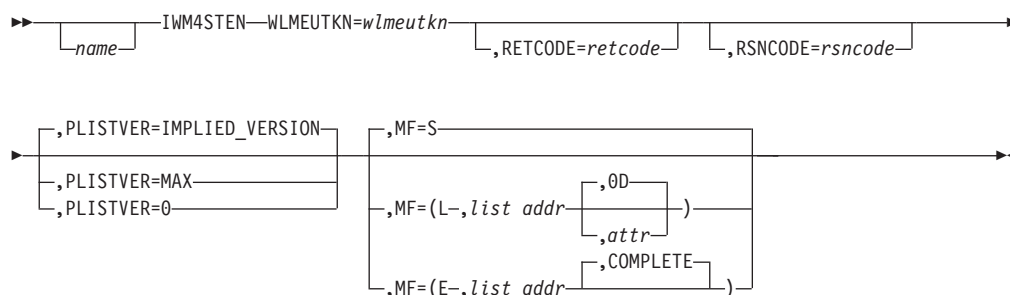 IWM4STEN WLMEUTKN=wlmeutkn
name ,RETCODE=retcode ,RSNCODE=rsncode
,PLISTVER=IMPLIED_VERSION ,MF=S
,PLISTVER=MAX ,0D
,PLISTVER=0 ,MF=(L ,list addr )
,attr
,COMPLETE
,MF=(E ,list addr )